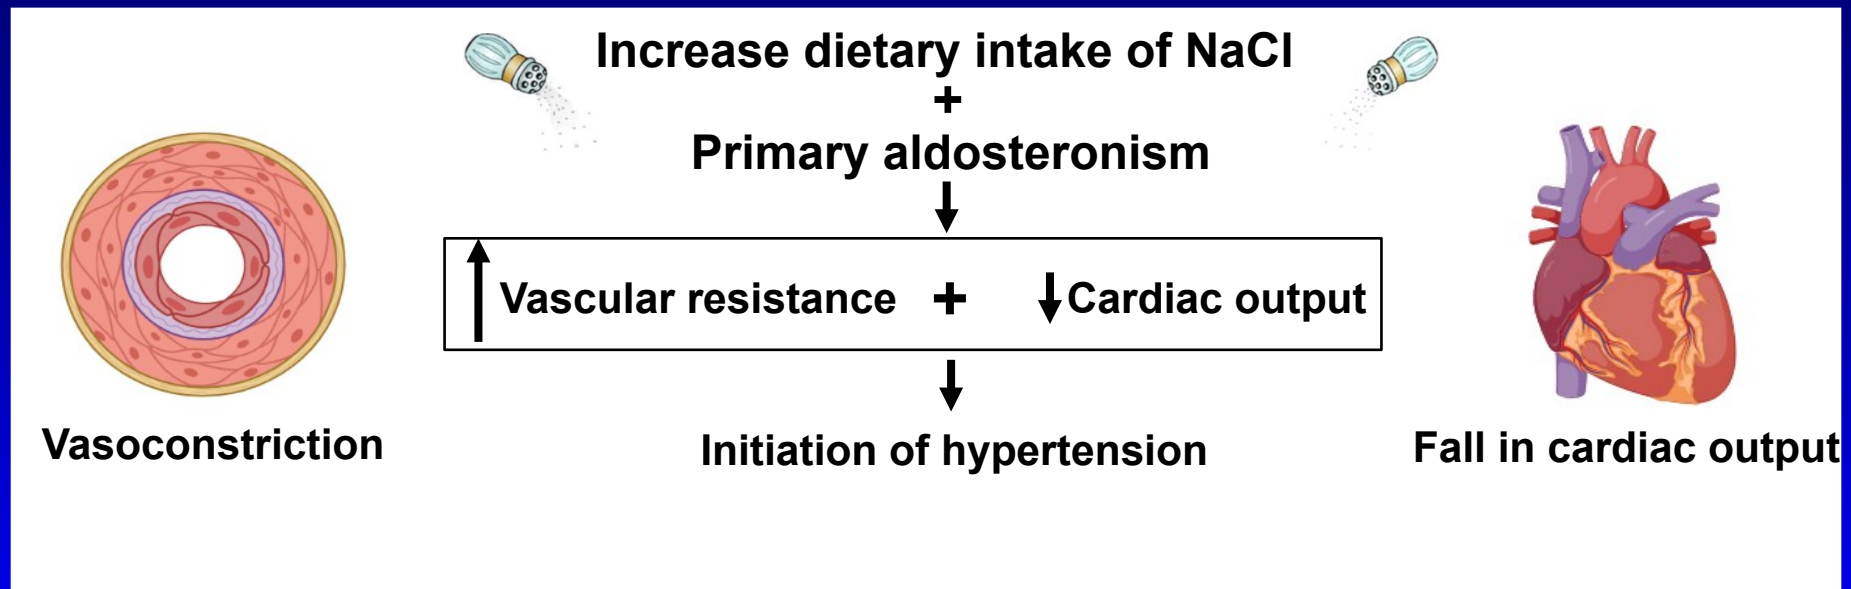 Increase dietary intake of NaCl
+
Primary aldosteronism
Vascular resistance + Cardiac output
Vasoconstriction
Initiation of hypertension
Fall in cardiac output